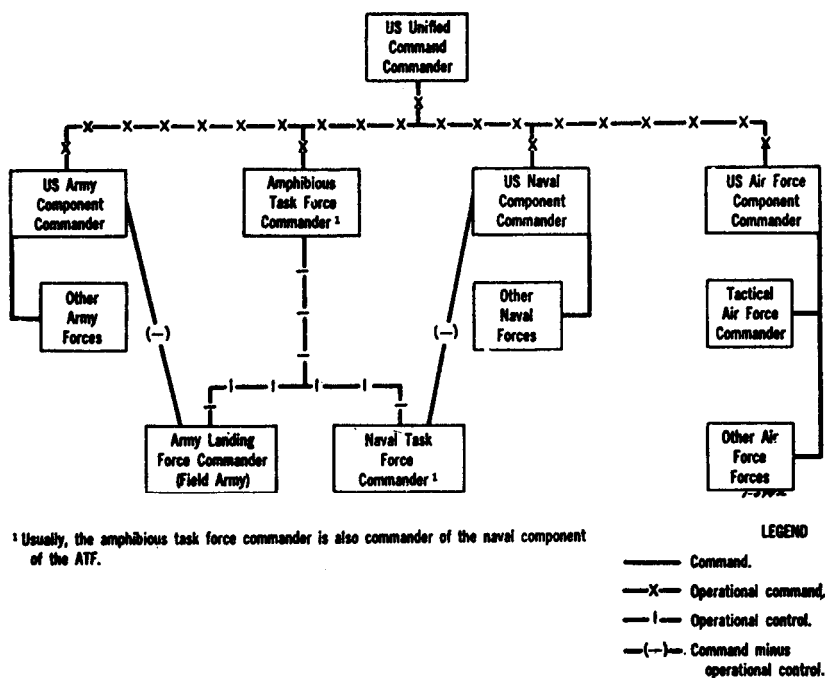 US Unified
Command
Commander
US Army
Component
Commander
Amphibious
Task Force
Commander ¹
US Naval
Component
Commander
US Air Force
Component
Commander
Other
Army
Forces
(—)
(—)
Other
Naval
Forces
Tactical
Air Force
Commander
Army Landing
Force Commander
(Field Army)
Naval Task
Force
Commander ¹
Other Air
Force
Forces
¹ Usually, the amphibious task force commander is also commander of the naval component
of the ATF.
LEGEND
Command.
X Operational command.
I Operational control.
(—) Command minus
operational control.